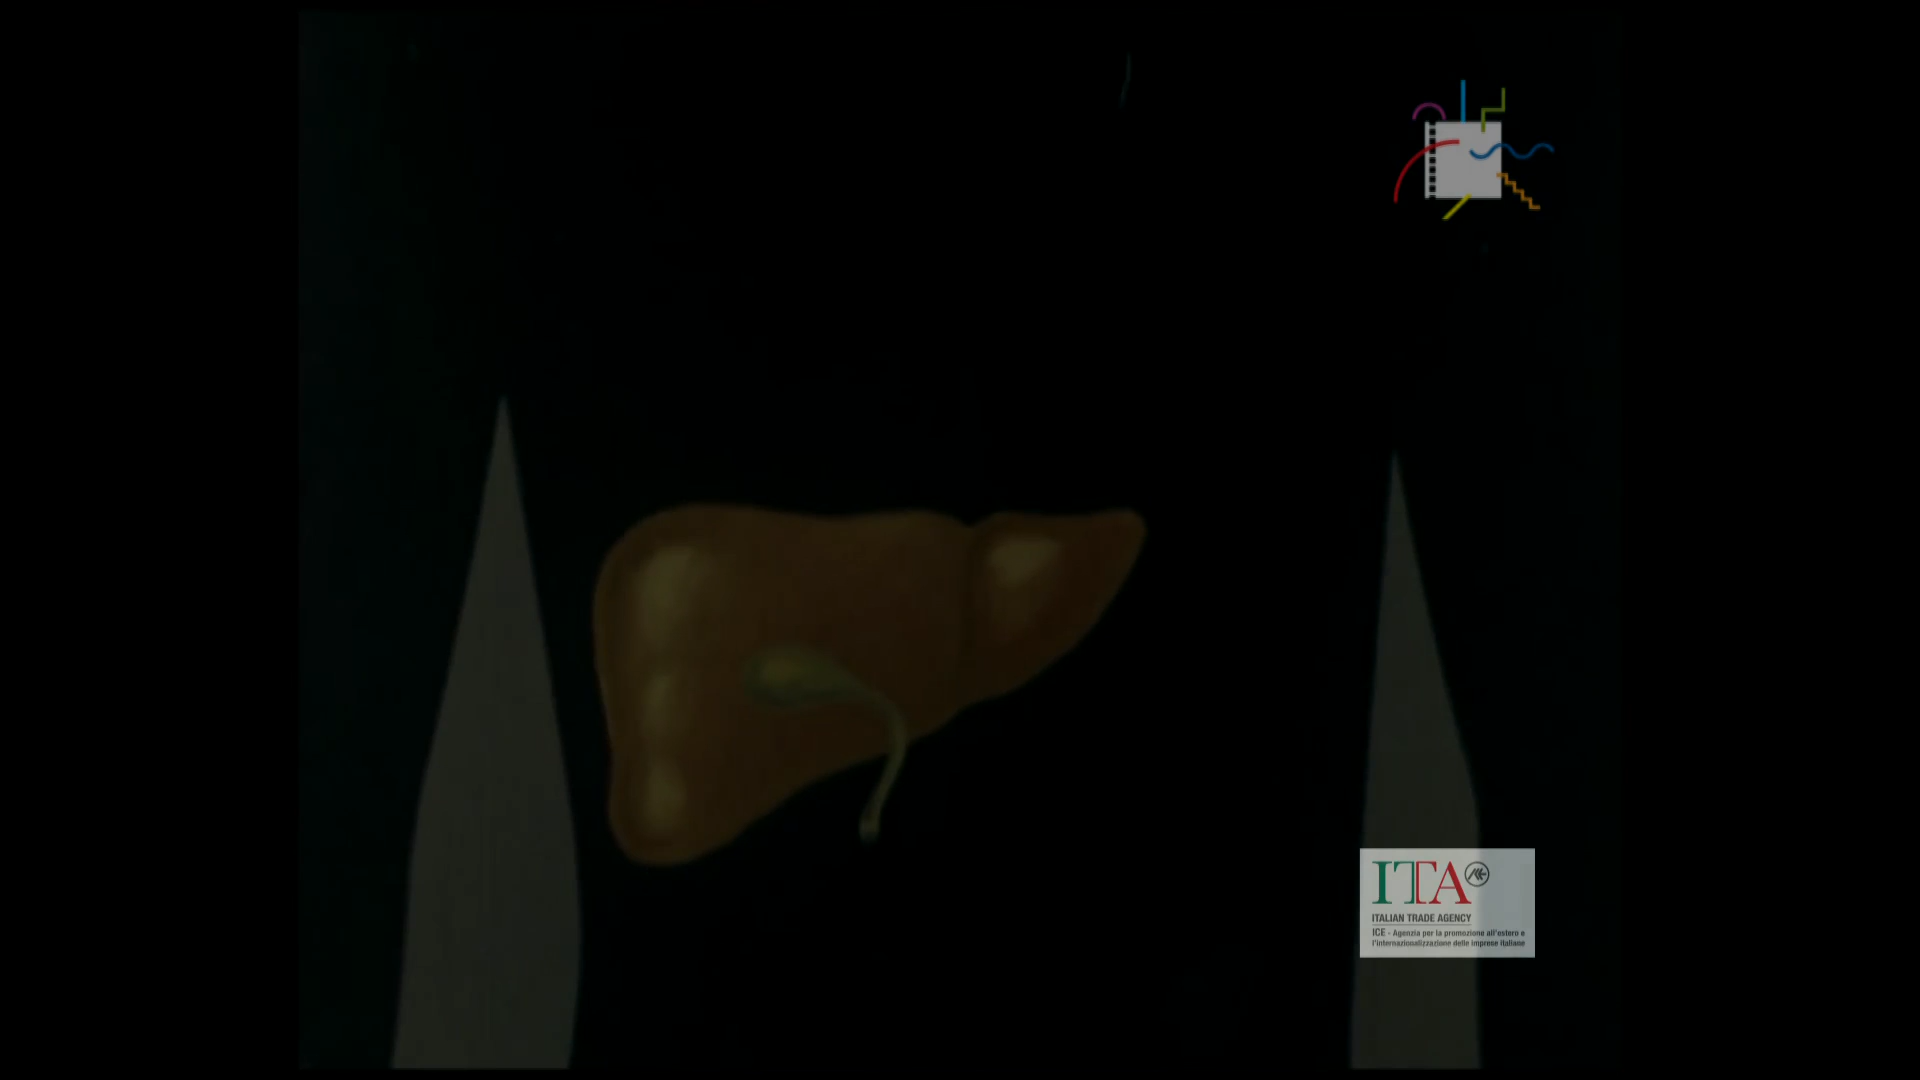 ITA
ITALIAN TRADE AGENCY
ICE - Agenzia per la promozione all'estero e
l'internazionalizzazione delle imprese italiane